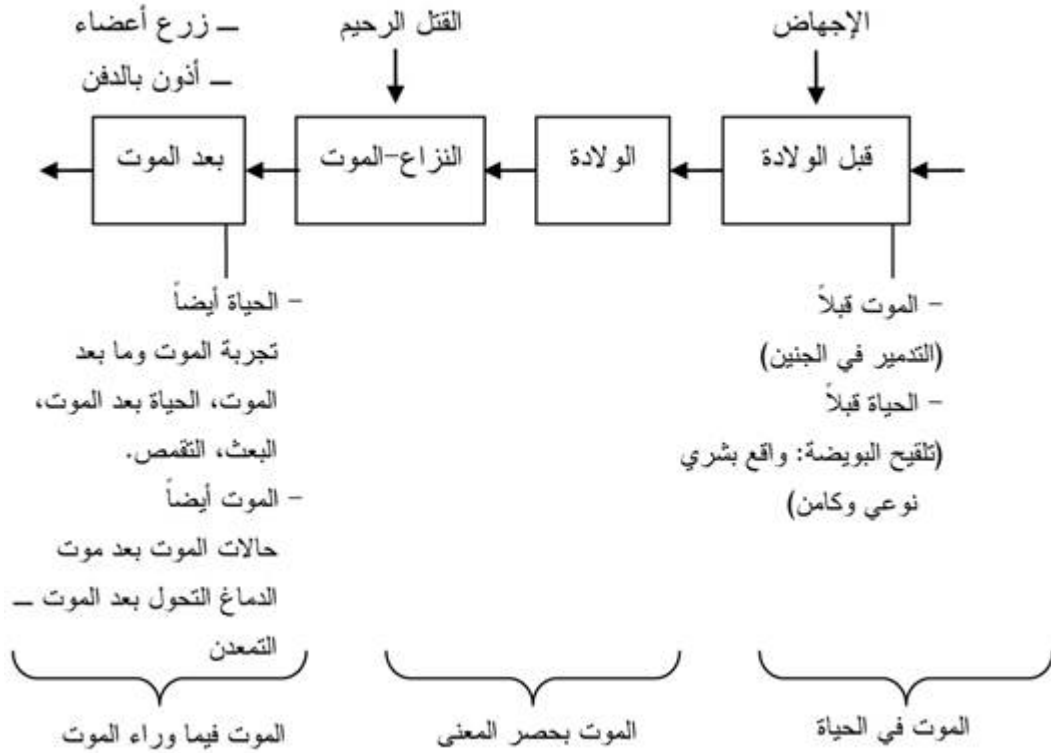 الإجهاض
القتل الرحيم
ــ زرع أعضاء
ــ أذون بالدفن
قبل الولادة
الولادة
النزاع-الموت
بعد الموت
- الموت قبلاً
(التدمير في الجنين)
- الحياة قبلاً
(تلقيح البويضة: واقع بشري
نوعي وكامن)
- الحياة أيضاً
تجربة الموت وما بعد
الموت، الحياة بعد الموت،
البعث، التقمص.
- الموت أيضاً
حالات الموت بعد موت
الدماغ التحول بعد الموت ــ
التمعدن
الموت في الحياة
الموت بحصر المعنى
الموت فيما وراء الموت